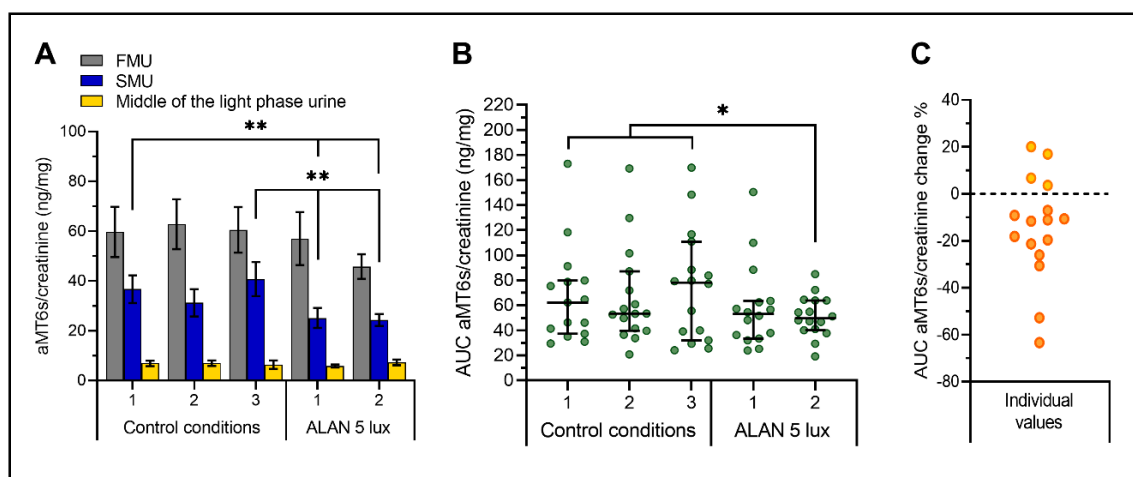 A
FMU
SMU
Middle of the light phase urine
aMT6s/creatinine (ng/mg)
100
80
60
40
20
0
**
**
1 2 3 1 2
Control conditions ALAN 5 lux
B
AUC aMT6s/creatinine (ng/mg)
220
200
180
160
140
120
100
80
60
40
20
0
*
1 2 3 1 2
Control conditions ALAN 5 lux
C
AUC aMT6s/creatinine change %
40
20
0
-20
-40
-60
-80
Individual
values